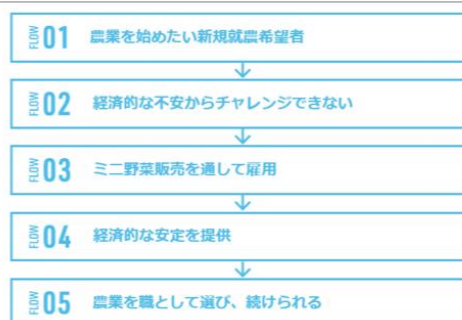 FLOW 01 農業を始めたい新規就農希望者
FLOW 02 経済的な不安からチャレンジできない
FLOW 03 ミニ野菜販売を通して雇用
FLOW 04 経済的な安定を提供
FLOW 05 農業を職として選び、続けられる